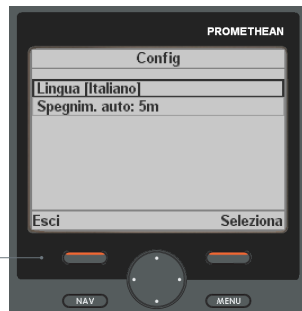 PROMETHEAN
Config
Lingua [Italiano]
Spegnim. auto: 5m
Esci Seleziona
NAV MENU